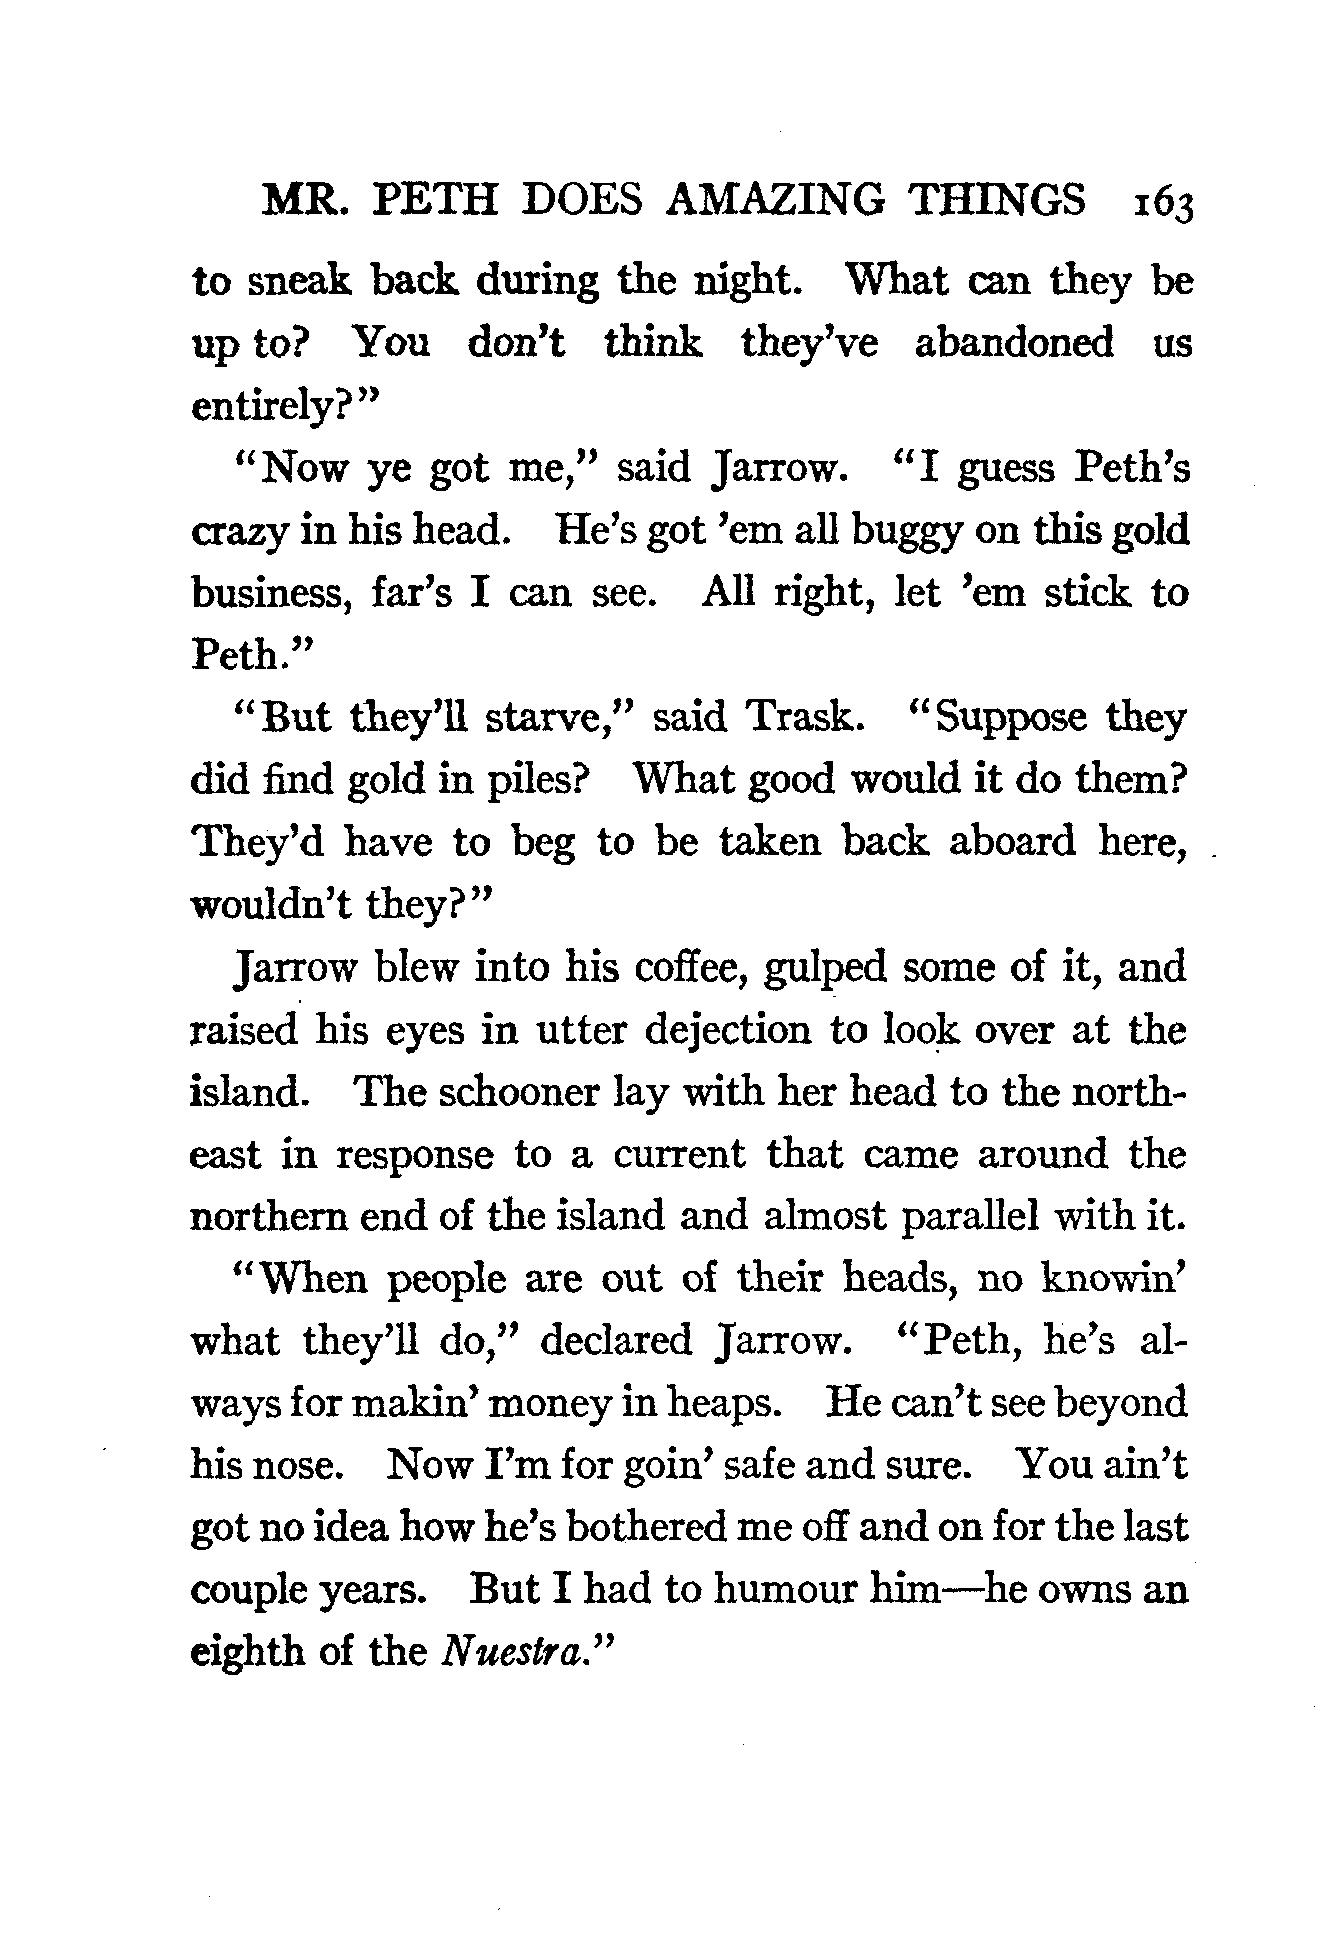 MR. PETH DOES AMAZING THINGS 163
to sneak back during the night. What can they be
up to? You don't think they've abandoned us
entirely?"
"Now ye got me," said Jarrow. "I guess Peth's
crazy in his head. He's got 'em all buggy on this gold
business, far's I can see. All right, let 'em stick to
Peth."
"But they'll starve," said Trask. "Suppose they
did find gold in piles? What good would it do them?
They'd have to beg to be taken back aboard here,
wouldn't they?"
Jarrow blew into his coffee, gulped some of it, and
raised his eyes in utter dejection to look over at the
island. The schooner lay with her head to the north-
east in response to a current that came around the
northern end of the island and almost parallel with it.
"When people are out of their heads, no knowin'
what they'll do," declared Jarrow. "Peth, he's al-
ways for makin' money in heaps. He can't see beyond
his nose. Now I'm for goin' safe and sure. You ain't
got no idea how he's bothered me off and on for the last
couple years. But I had to humour him—he owns an
eighth of the Nuestra."